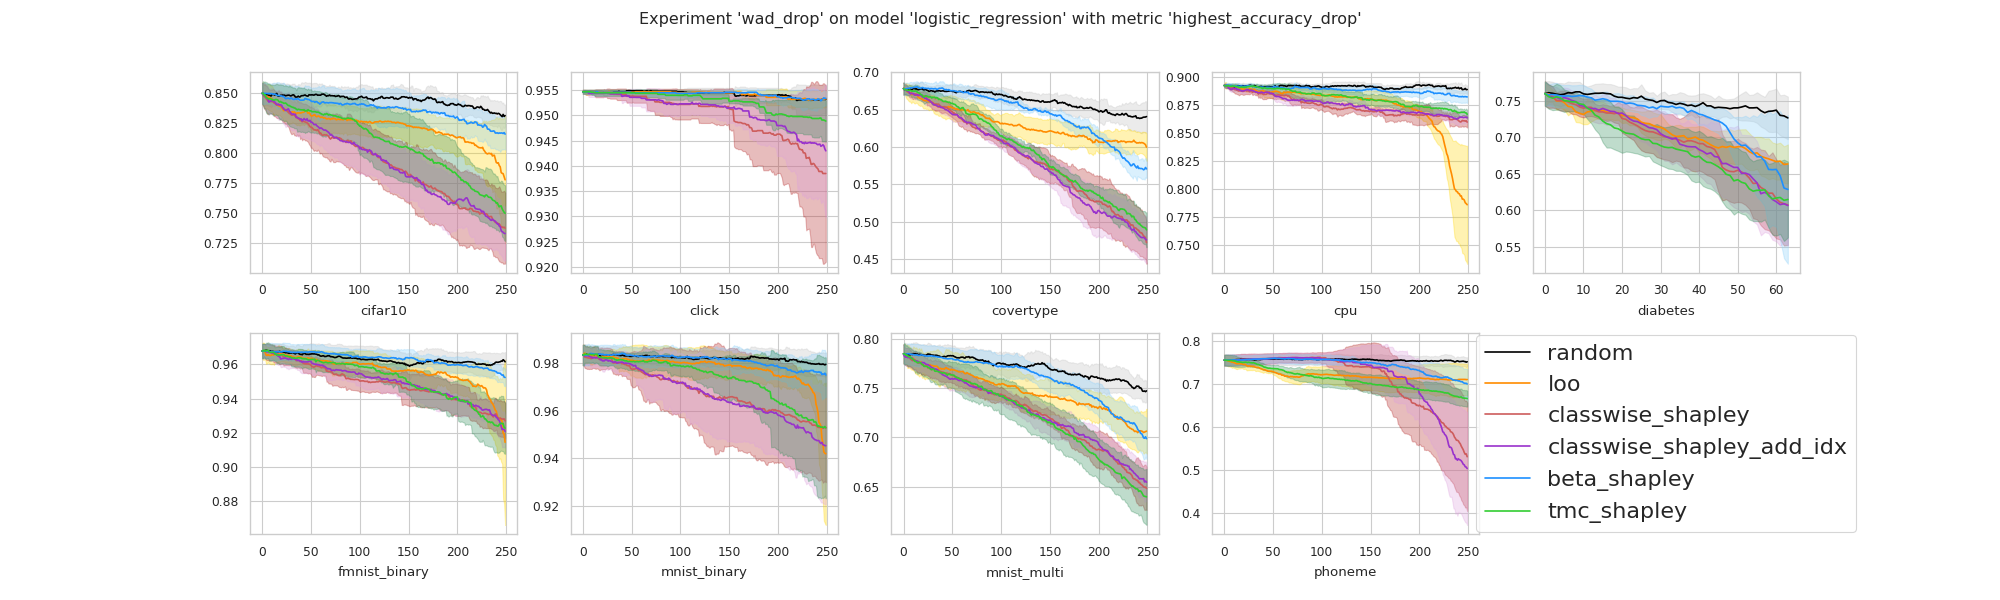 Experiment 'wad_drop' on model 'logistic_regression' with metric 'highest_accuracy_drop'
0.850
0.825
0.800
0.775
0.750
0.725
0 50 100 150 200 250
cifar10
0.955
0.950
0.945
0.940
0.935
0.930
0.925
0.920
0 50 100 150 200 250
click
0.70
0.65
0.60
0.55
0.50
0.45
0 50 100 150 200 250
covertype
0.900
0.875
0.850
0.825
0.800
0.775
0.750
0 50 100 150 200 250
cpu
0.75
0.70
0.65
0.60
0.55
0 10 20 30 40 50 60
diabetes
0.96
0.94
0.92
0.90
0.88
0 50 100 150 200 250
fmnist_binary
0.98
0.96
0.94
0.92
0 50 100 150 200 250
mnist_binary
0.80
0.75
0.70
0.65
0 50 100 150 200 250
mnist_multi
0.8
0.7
0.6
0.5
0.4
0 50 100 150 200 250
phoneme
random
loo
classwise_shapley
classwise_shapley_add_idx
beta_shapley
tmc_shapley